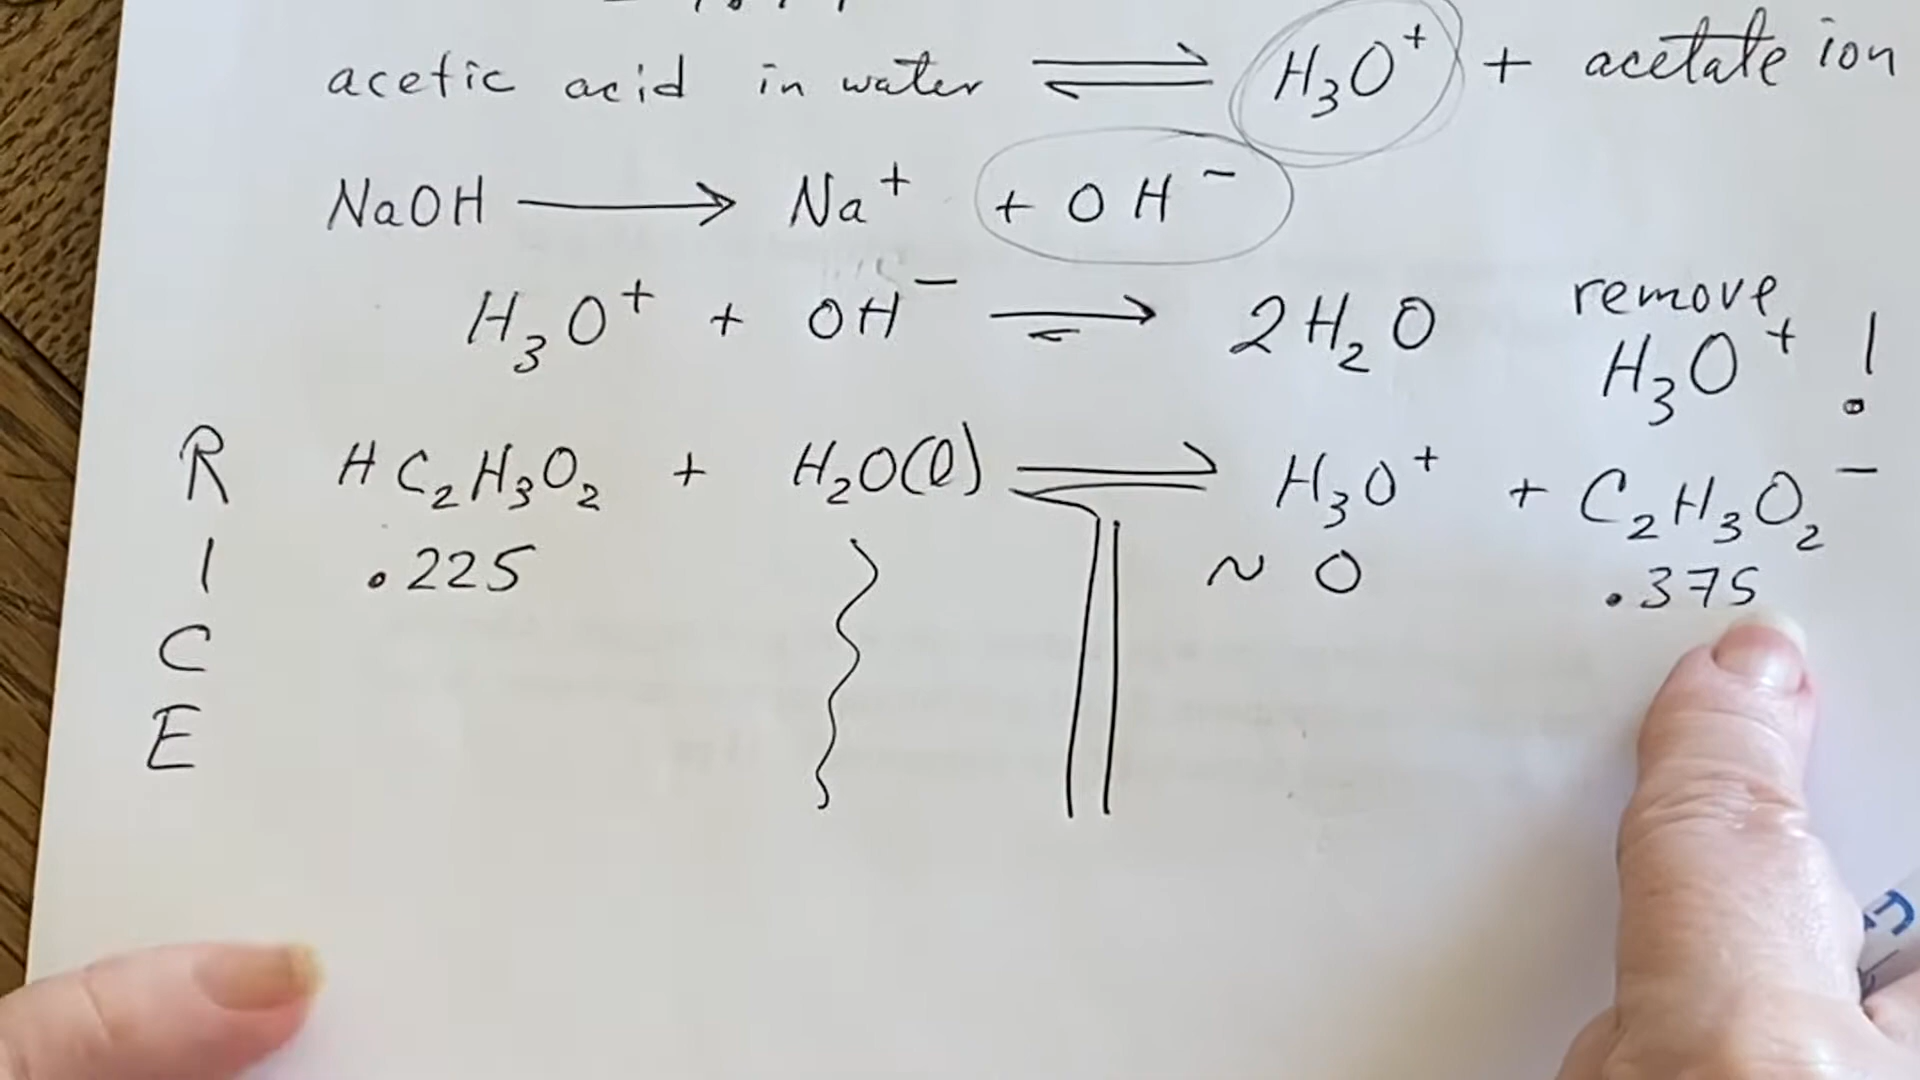 acetic acid in water ⇌ H₃O⁺ + acetate ion
NaOH → Na⁺ + OH⁻
H₃O⁺ + OH⁻ ⇌ 2H₂O
remove
H₃O⁺ !
R HC₂H₃O₂ + H₂O(l) ⇌ H₃O⁺ + C₂H₃O₂⁻
I .225 ~ 0 .375
C
E